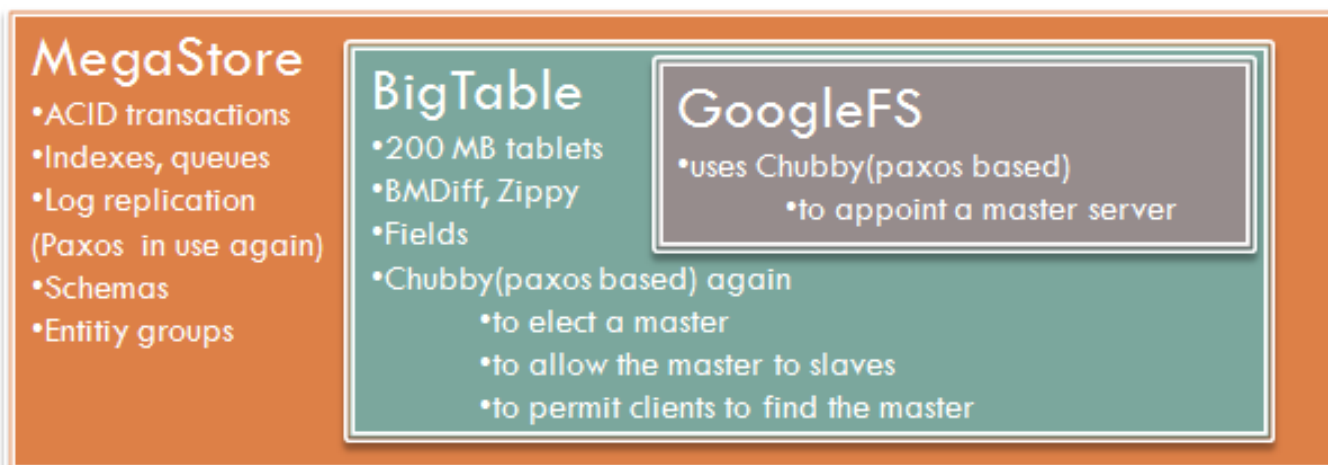 MegaStore
•ACID transactions
•Indexes, queues
•Log replication
(Paxos in use again)
•Schemas
•Entitiy groups
BigTable
•200 MB tablets
•BMDiff, Zippy
•Fields
•Chubby(paxos based) again
•to elect a master
•to allow the master to slaves
•to permit clients to find the master
GoogleFS
•uses Chubby(paxos based)
•to appoint a master server